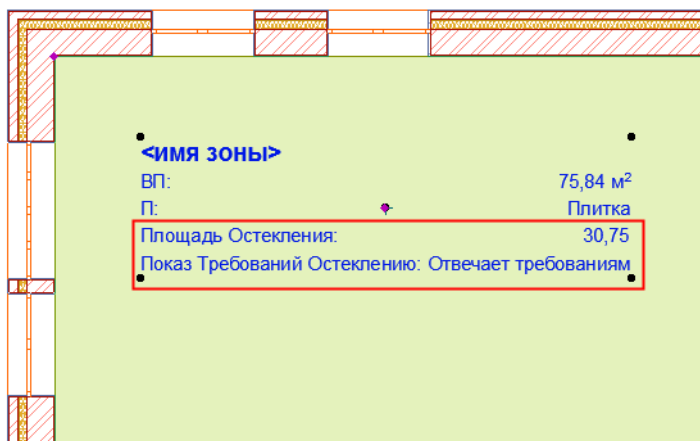 <имя зоны>
ВП: 75,84 м²
П: Плитка
Площадь Остекления: 30,75
Показ Требований Остеклению: Отвечает требованиям